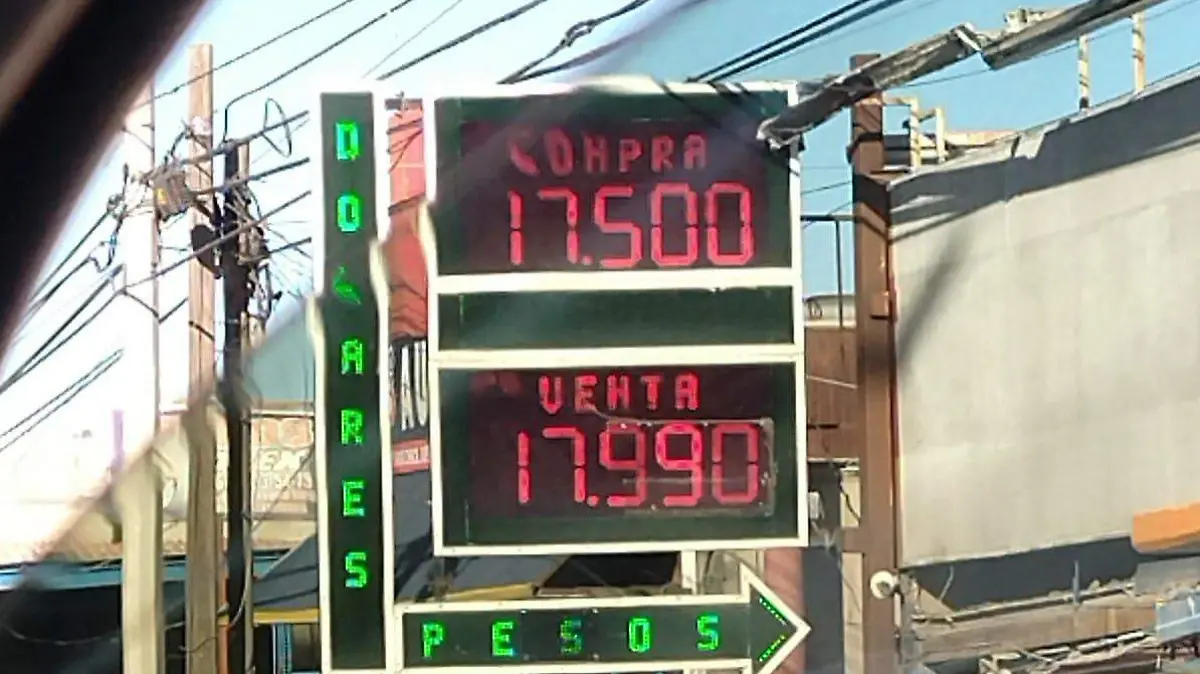 DOLARES
COMPRA
17.500
VENTA
17.990
PESOS